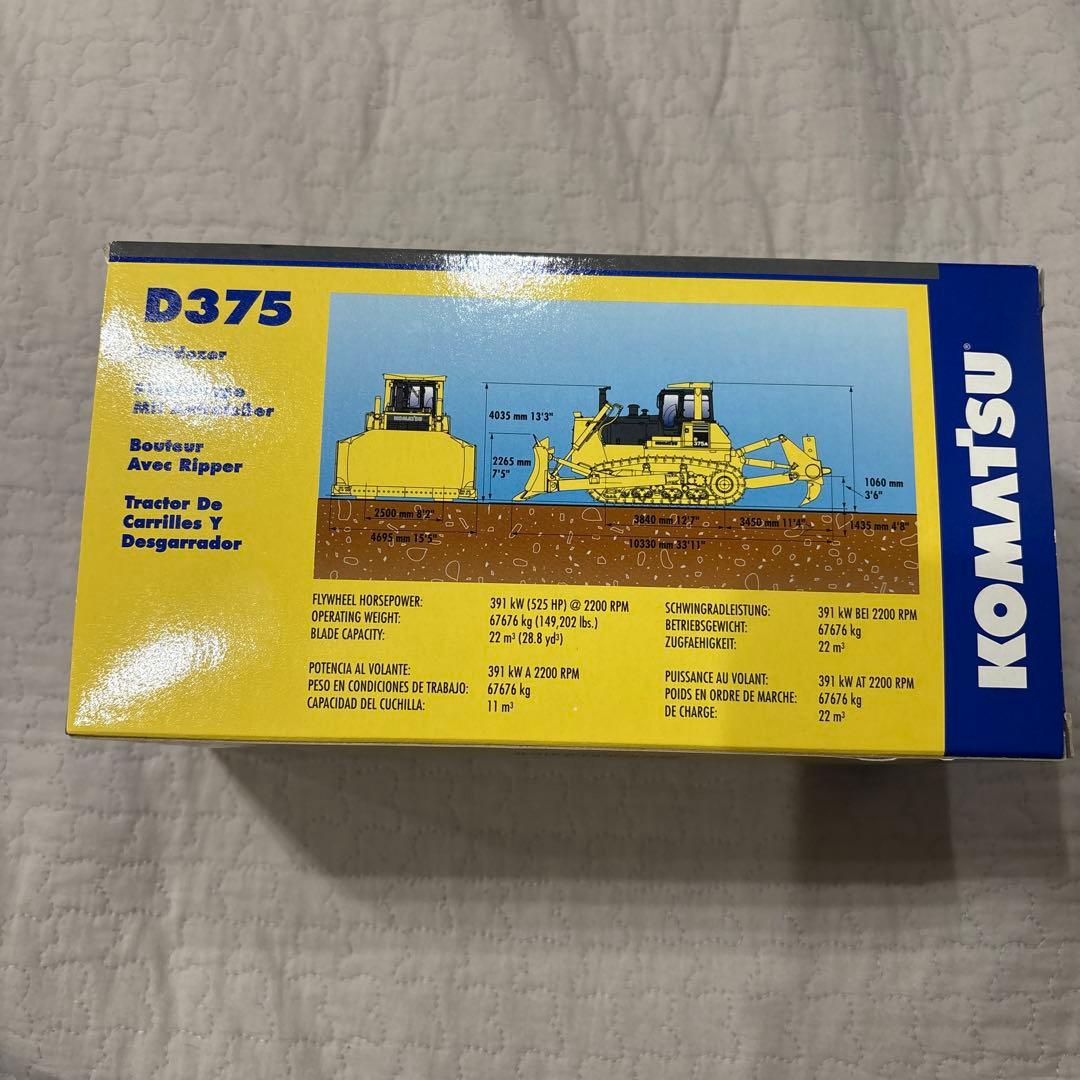 D375
Bulldozer
Mit
Bouteur
Avec Ripper
Tractor De
Carrilles Y
Desgarrador
4035 mm 13'3"
2265 mm
7'5"
KOMATSU
KOMATSU
375A
1060 mm
3'6"
2500 mm 8'2"
3840 mm 12'7"
3450 mm 11'4"
1435 mm 4'8"
4695 mm 15'5"
10330 mm 33'11"
FLYWHEEL HORSEPOWER: 391 kW (525 HP) @ 2200 RPM
OPERATING WEIGHT: 67676 kg (149,202 lbs.)
BLADE CAPACITY: 22 m³ (28.8 yd³)
SCHWINGRADLEISTUNG: 391 kW BEI 2200 RPM
BETRIEBSGEWICHT: 67676 kg
ZUGFAEHIGKEIT: 22 m³
POTENCIA AL VOLANTE: 391 kW A 2200 RPM
PESO EN CONDICIONES DE TRABAJO: 67676 kg
CAPACIDAD DEL CUCHILLA: 11 m³
PUISSANCE AU VOLANT: 391 kW AT 2200 RPM
POIDS EN ORDRE DE MARCHE: 67676 kg
DE CHARGE: 22 m³
KOMATSU®